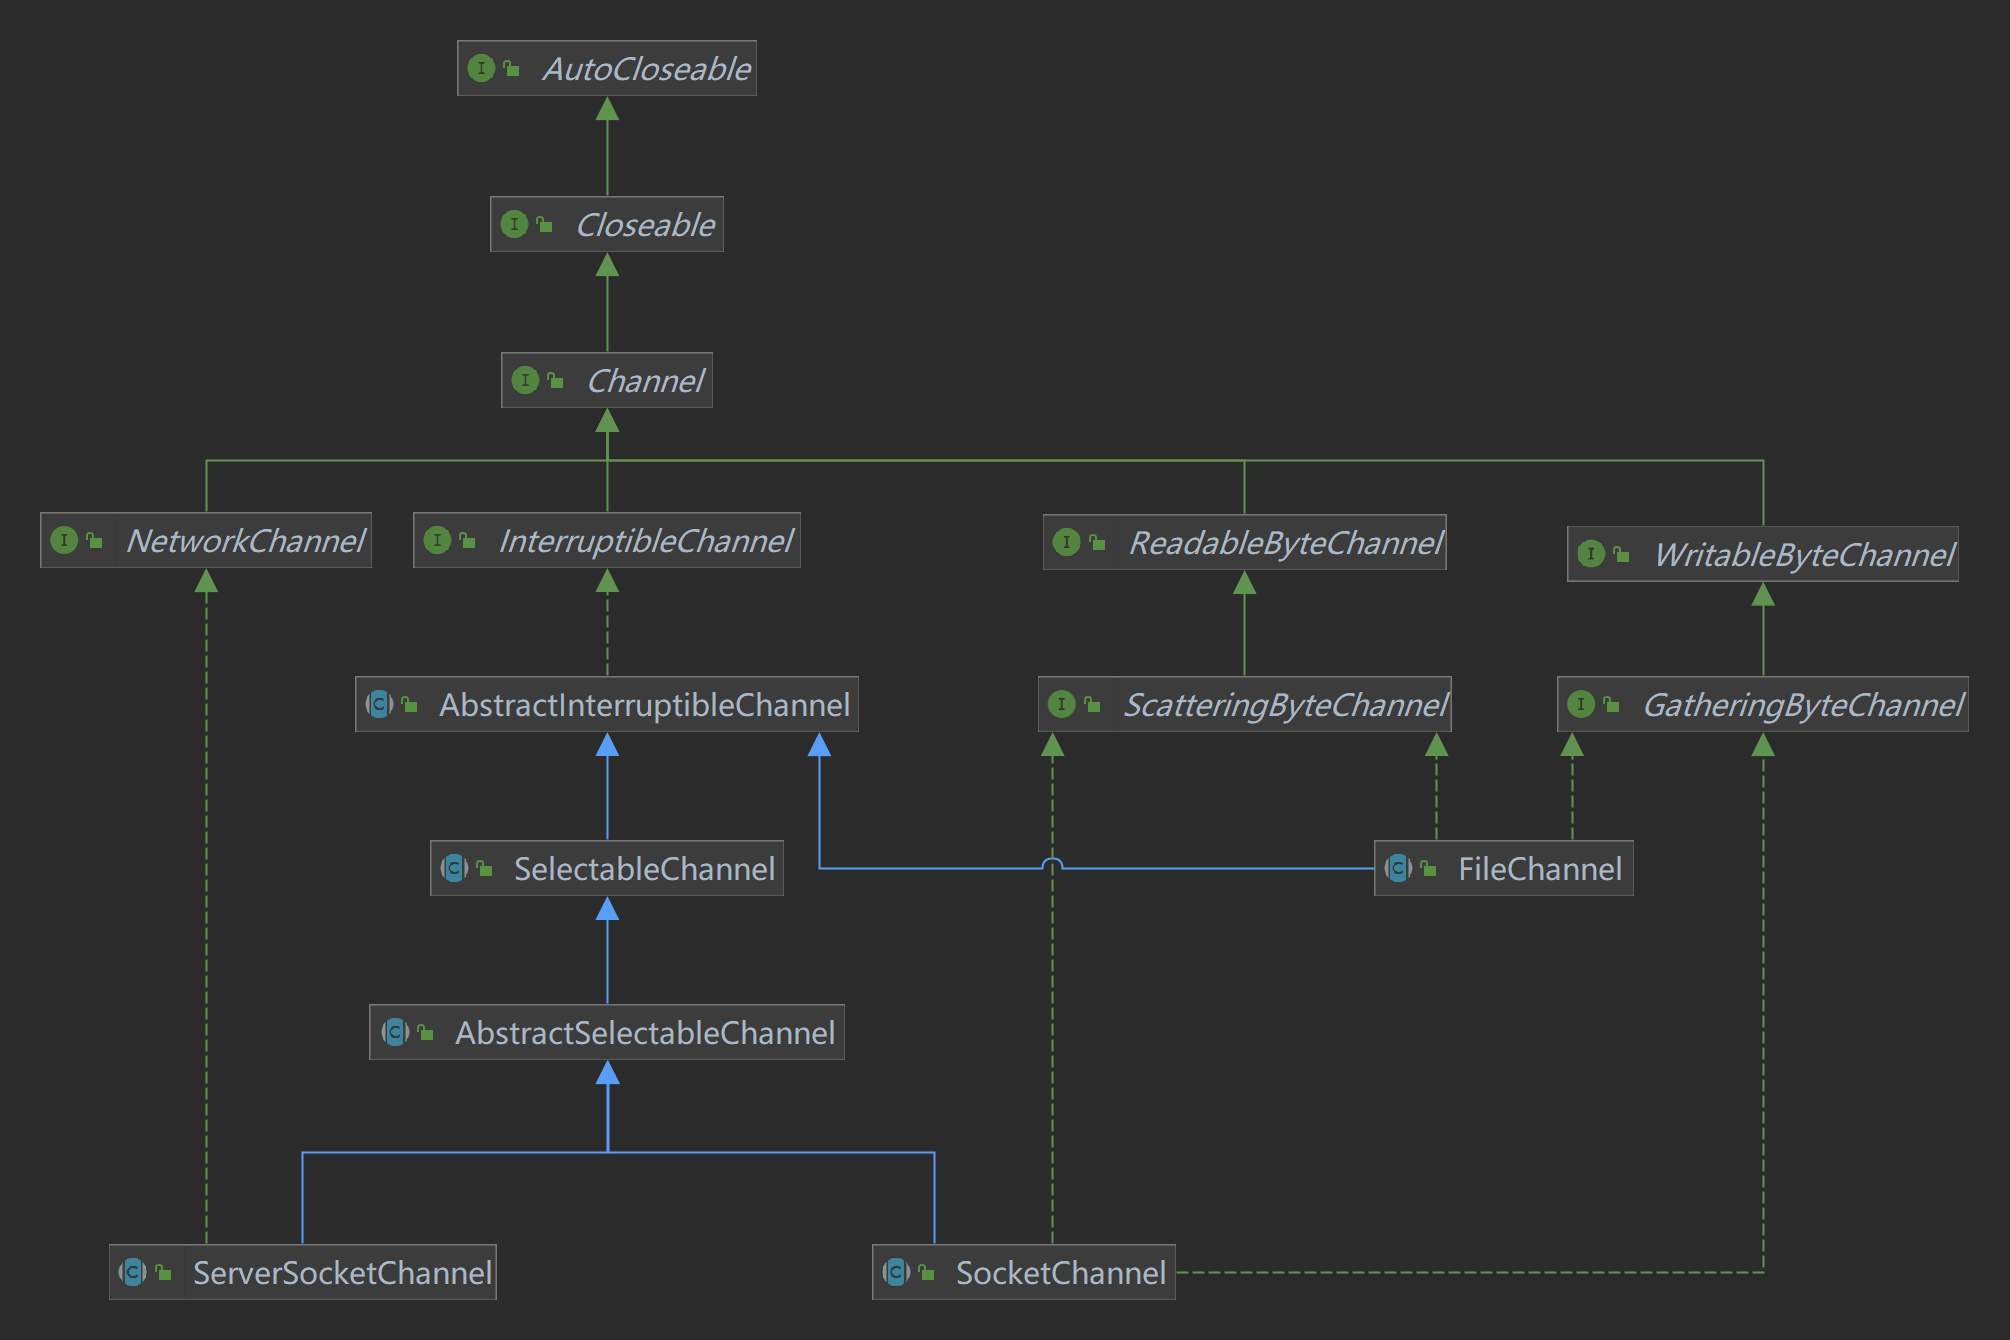 AutoCloseable
Closeable
Channel
NetworkChannel
InterruptibleChannel
ReadableByteChannel
WritableByteChannel
AbstractInterruptibleChannel
ScatteringByteChannel
GatheringByteChannel
SelectableChannel
FileChannel
AbstractSelectableChannel
ServerSocketChannel
SocketChannel